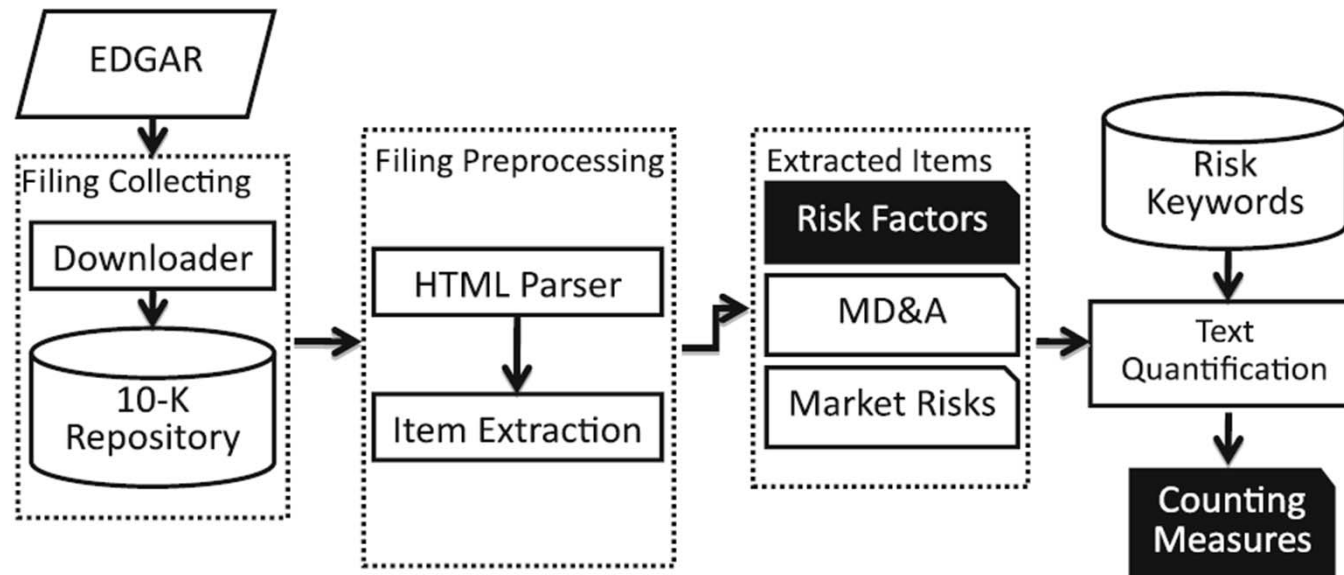 EDGAR
Filing Collecting
Downloader
10-K
Repository
Filing Preprocessing
HTML Parser
Item Extraction
Extracted Items
Risk Factors
MD&A
Market Risks
Risk
Keywords
Text
Quantification
Counting
Measures